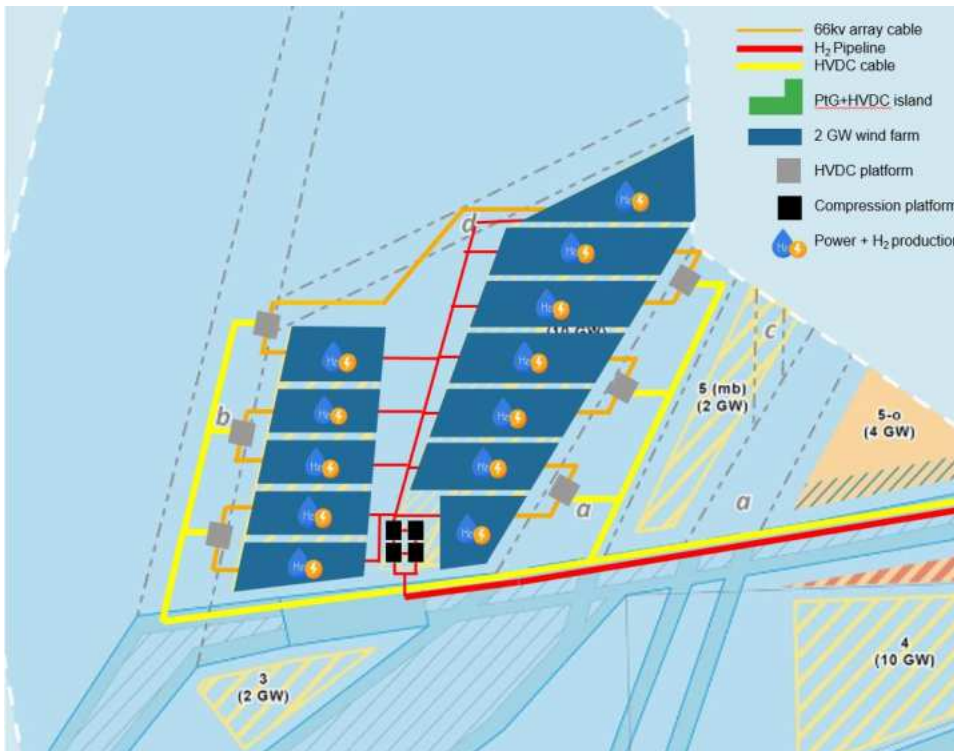 66kv array cable
H₂ Pipeline
HVDC cable
PtG+HVDC island
2 GW wind farm
HVDC platform
Compression platform
Power + H₂ production
d
b
c
5 (mb)
(2 GW)
5-o
(4 GW)
a
a
3
(2 GW)
4
(10 GW)